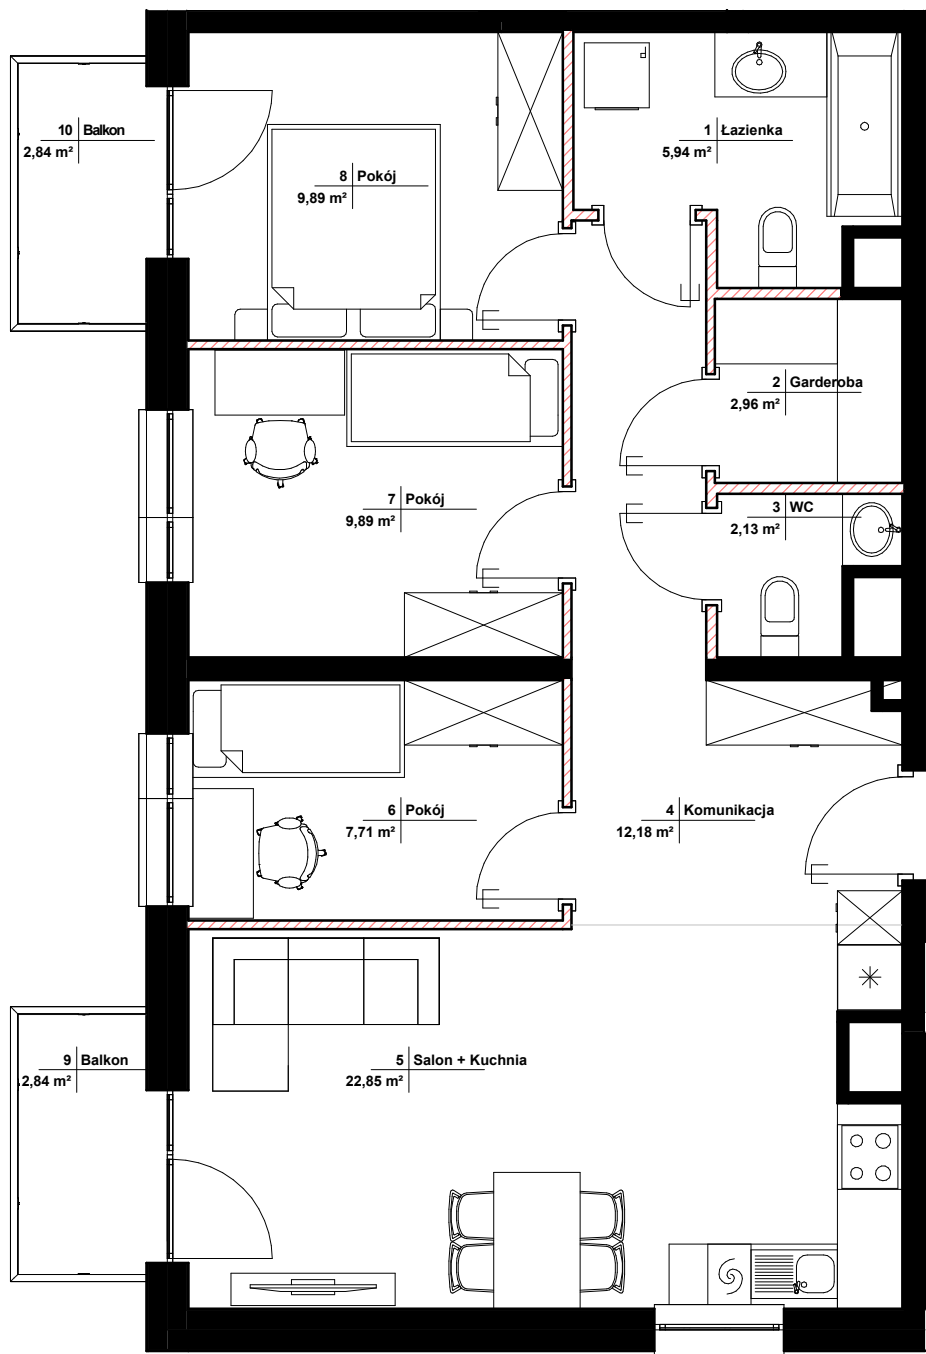 10 Balkon
2,84 m²
1 Łazienka
5,94 m²
8 Pokój
9,89 m²
2 Garderoba
2,96 m²
7 Pokój
9,89 m²
3 WC
2,13 m²
6 Pokój
7,71 m²
4 Komunikacja
12,18 m²
9 Balkon
2,84 m²
5 Salon + Kuchnia
22,85 m²